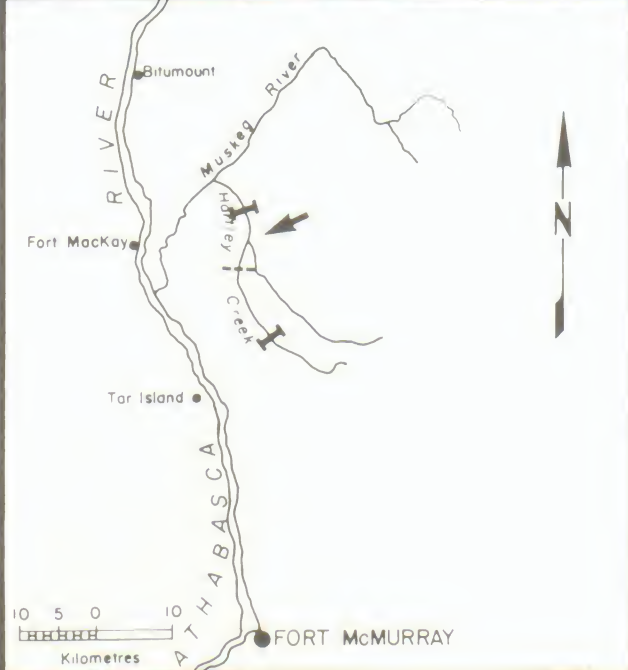 Bitumount
RIVER
Muskeg River
Hartley
Creek
Fort MacKay
N
Tar Island
ATHABASCA
10 5 0 10
Kilometres
FORT McMURRAY